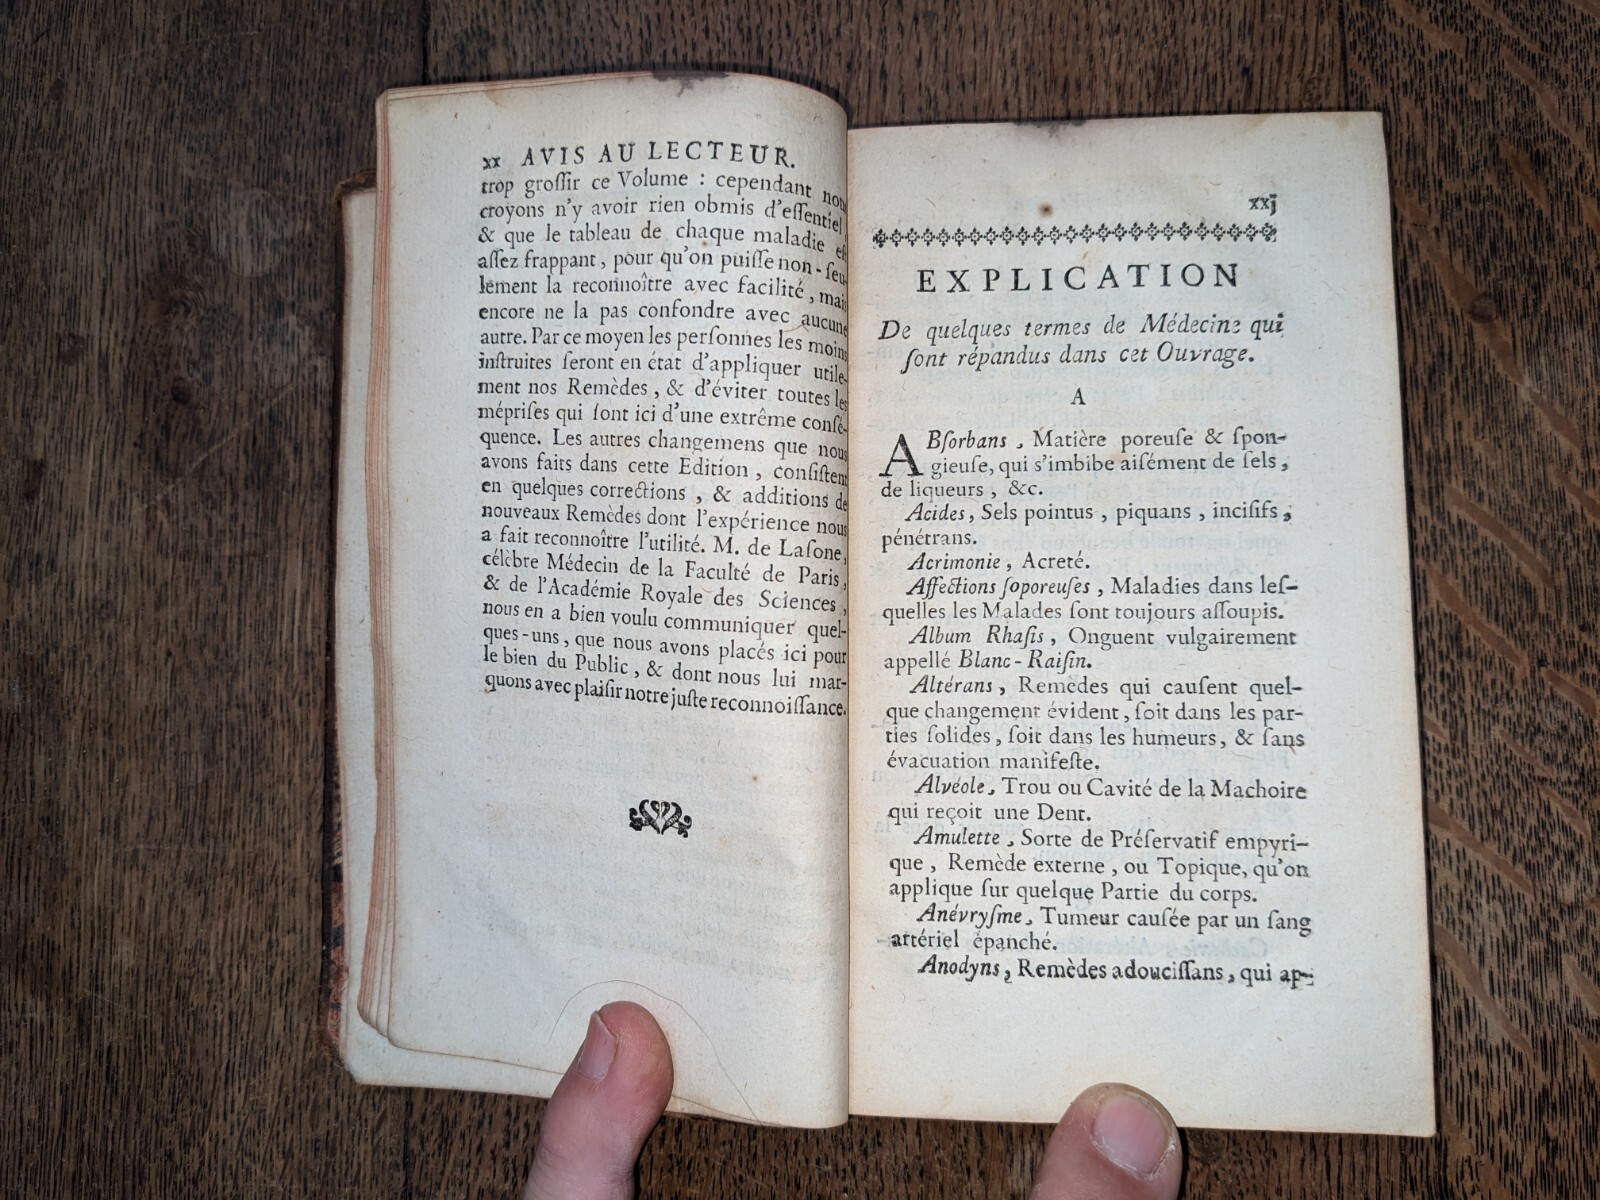 xx AVIS AU LECTEUR.
trop groſſir ce Volume : cependant nous
croyons n'y avoir rien obmis d'eſſentiel,
& que le tableau de chaque maladie eſt
aſſez frappant, pour qu'on puiſſe non-ſeu-
lement la reconnoître avec facilité, mais
encore ne la pas confondre avec aucune
autre. Par ce moyen les perſonnes les moins
inſtruites ſeront en état d'appliquer utile-
ment nos Remèdes, & d'éviter toutes les
mépriſes qui ſont ici d'une extrême conſé-
quence. Les autres changemens que nous
avons faits dans cette Edition, conſiſtent
en quelques corrections, & additions de
nouveaux Remèdes dont l'expérience nous
a fait reconnoître l'utilité. M. de Laſone,
célèbre Médecin de la Faculté de Paris,
& de l'Académie Royale des Sciences,
nous en a bien voulu communiquer quel-
ques-uns, que nous avons placés ici pour
le bien du Public, & dont nous lui mar-
quons avec plaiſir notre juſte reconnoiſſance.
xxj
EXPLICATION
De quelques termes de Médecine qui
ſont répandus dans cet Ouvrage.
A
ABſorbans, Matière poreuſe & ſpon-
gieuſe, qui s'imbibe aiſément de ſels,
de liqueurs, &c.
Acides, Sels pointus, piquans, inciſifs,
pénétrans.
Acrimonie, Acreté.
Affections ſoporeuſes, Maladies dans leſ-
quelles les Malades ſont toujours aſſoupis.
Album Rhaſis, Onguent vulgairement
appellé Blanc-Raiſin.
Altérans, Remèdes qui cauſent quel-
que changement évident, ſoit dans les par-
ties ſolides, ſoit dans les humeurs, & ſans
évacuation manifeſte.
Alvéole, Trou ou Cavité de la Machoire
qui reçoit une Dent.
Amulette, Sorte de Préſervatif empyri-
que, Remède externe, ou Topique, qu'on
applique ſur quelque Partie du corps.
Anévryſme, Tumeur cauſée par un ſang
artériel épanché.
Anodyns, Remèdes adouciſſans, qui ap-